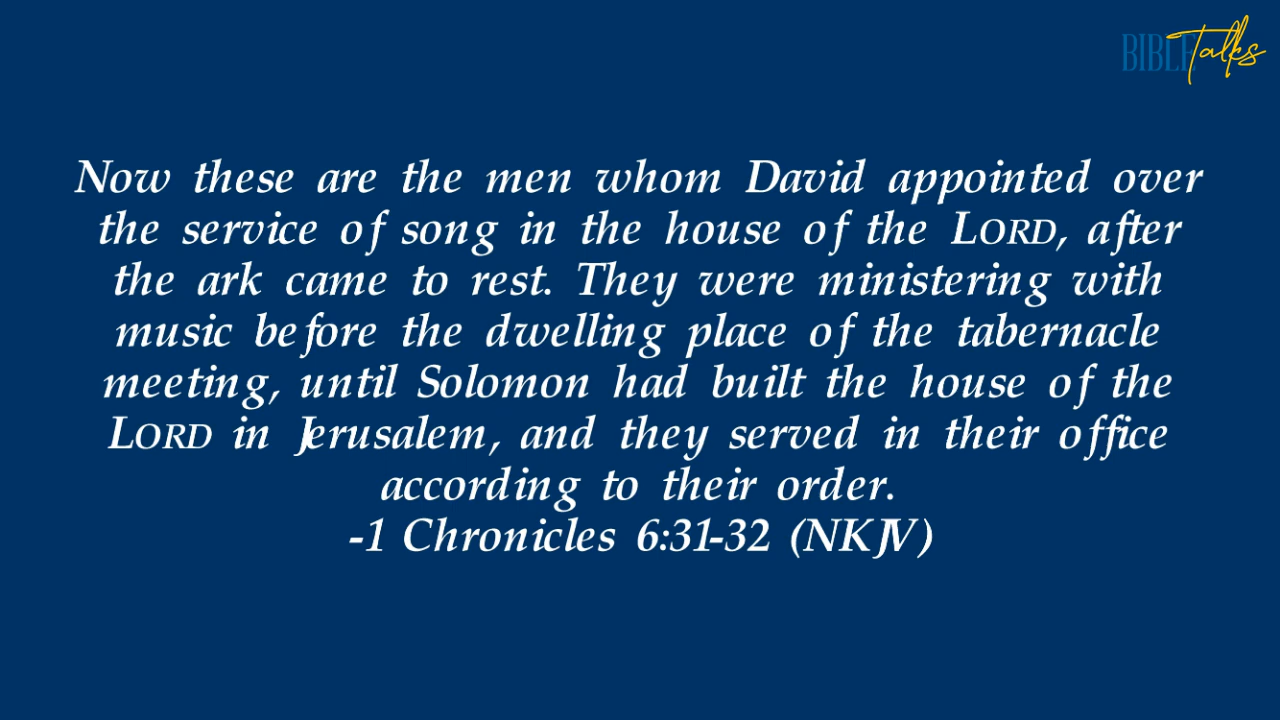 BIBLE Talks
Now these are the men whom David appointed over
the service of song in the house of the LORD, after
the ark came to rest. They were ministering with
music before the dwelling place of the tabernacle
meeting, until Solomon had built the house of the
LORD in Jerusalem, and they served in their office
according to their order.
-1 Chronicles 6:31-32 (NKJV)